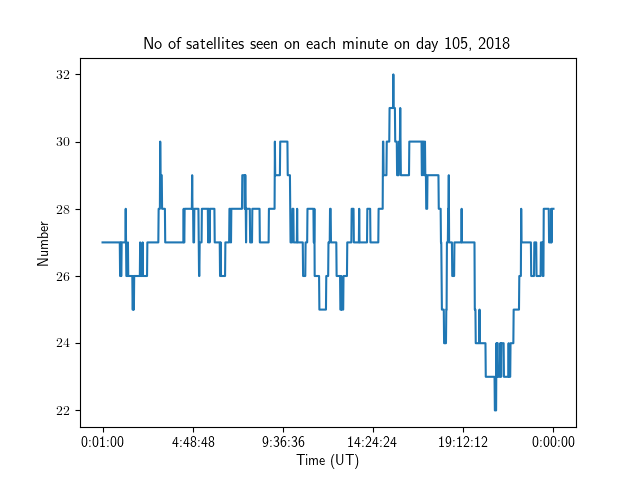 No of satellites seen on each minute on day 105, 2018
32
30
28
26
24
22
Number
0:01:00 4:48:48 9:36:36 14:24:24 19:12:12 0:00:00
Time (UT)